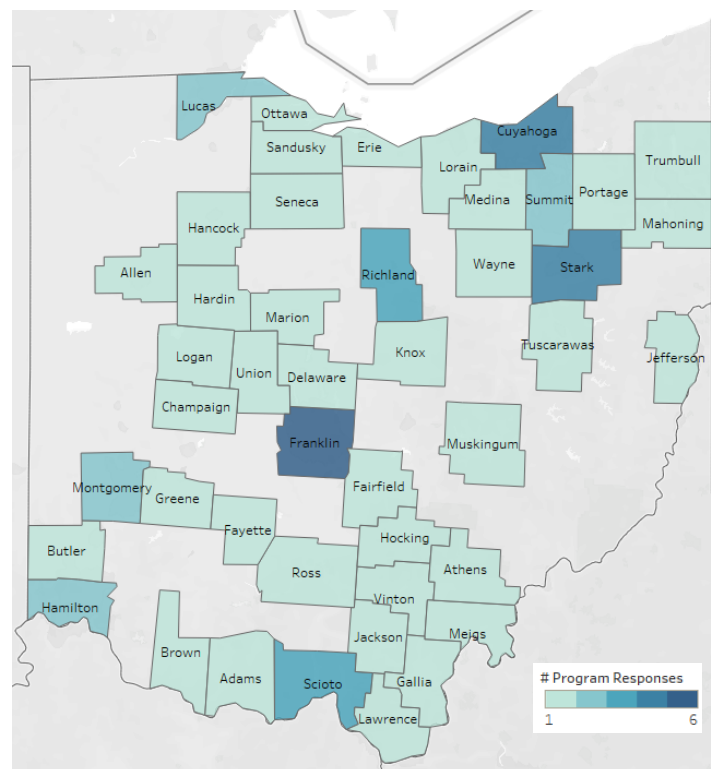 Lucas
Ottawa
Cuyahoga
Sandusky
Erie
Lorain
Trumbull
Medina
Summit
Portage
Seneca
Hancock
Mahoning
Allen
Richland
Wayne
Stark
Hardin
Marion
Logan
Knox
Tuscarawas
Jefferson
Union
Delaware
Champaign
Franklin
Muskingum
Montgomery
Greene
Fairfield
Fayette
Hocking
Butler
Ross
Athens
Hamilton
Vinton
Meigs
Jackson
Brown
Adams
Scioto
Gallia
Lawrence
# Program Responses
1 6